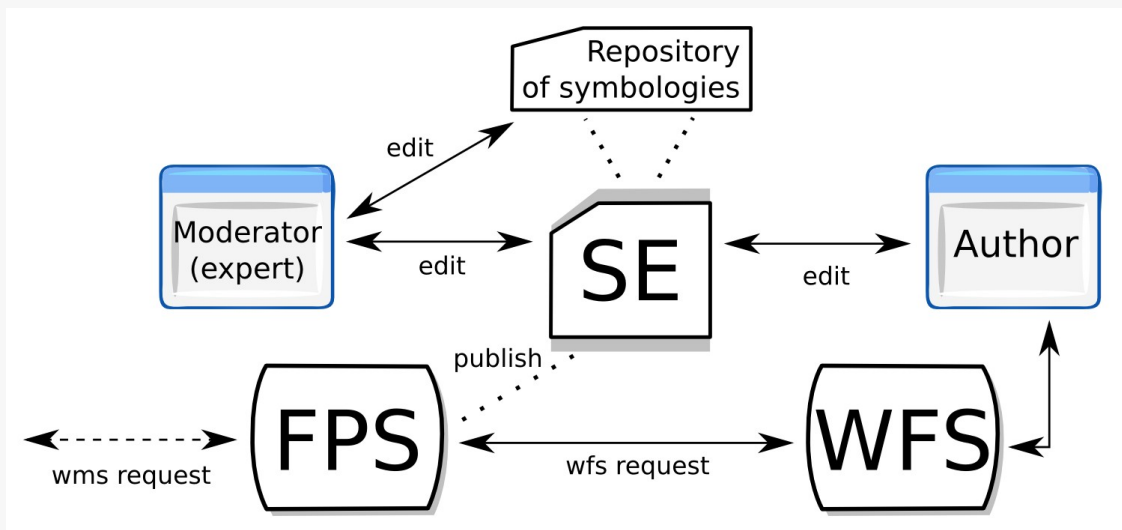 Repository
of symbologies
edit
Moderator
(expert)
edit
SE
edit
Author
publish
FPS
WFS
wms request
wfs request